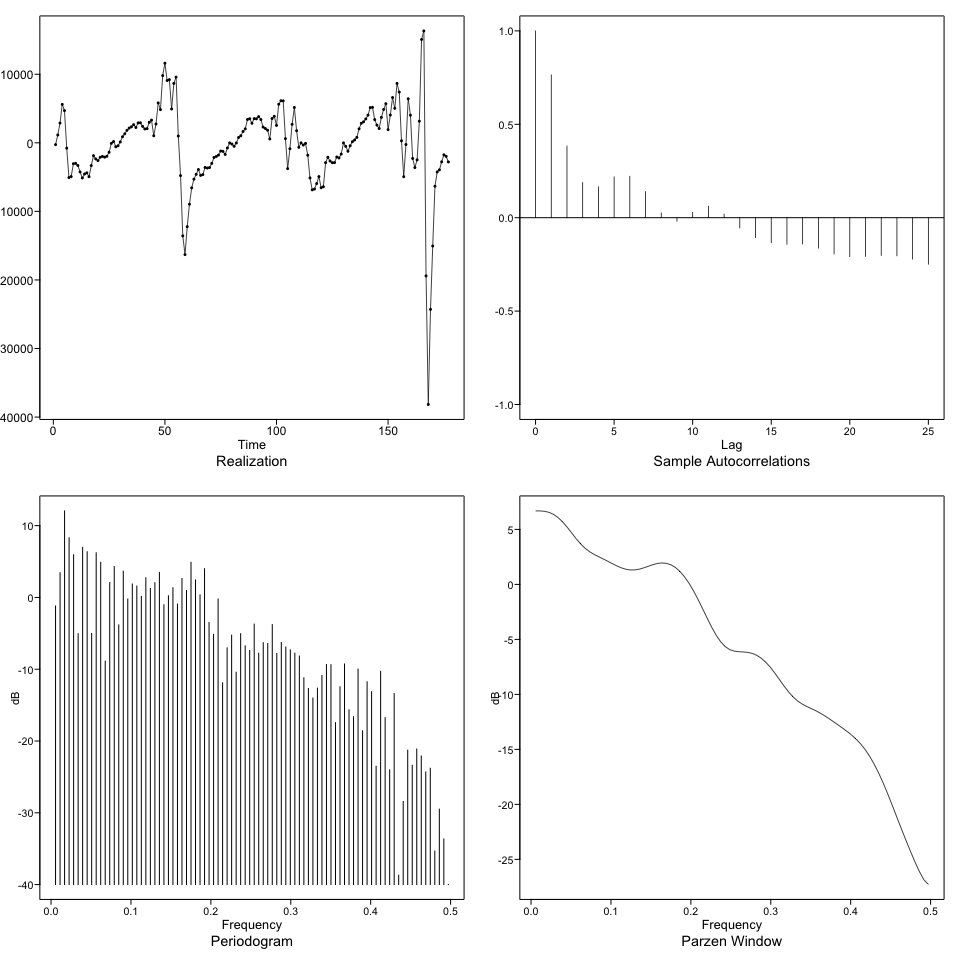 10000
0
10000
20000
30000
40000
0 50 100 150
Time
Realization
1.0
0.5
0.0
-0.5
-1.0
0 5 10 15 20 25
Lag
Sample Autocorrelations
dB
10
0
-10
-20
-30
-40
0.0 0.1 0.2 0.3 0.4 0.5
Frequency
Periodogram
dB
5
0
-5
-10
-15
-20
-25
0.0 0.1 0.2 0.3 0.4 0.5
Frequency
Parzen Window